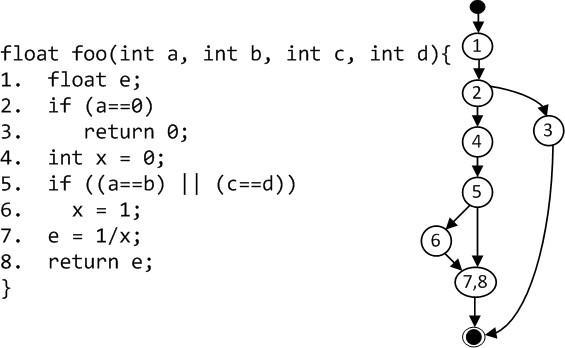 float foo(int a, int b, int c, int d){
1. float e;
2. if (a==0)
3. return 0;
4. int x = 0;
5. if ((a==b) || (c==d))
6. x = 1;
7. e = 1/x;
8. return e;
}
1
2
3
4
5
6
7,8